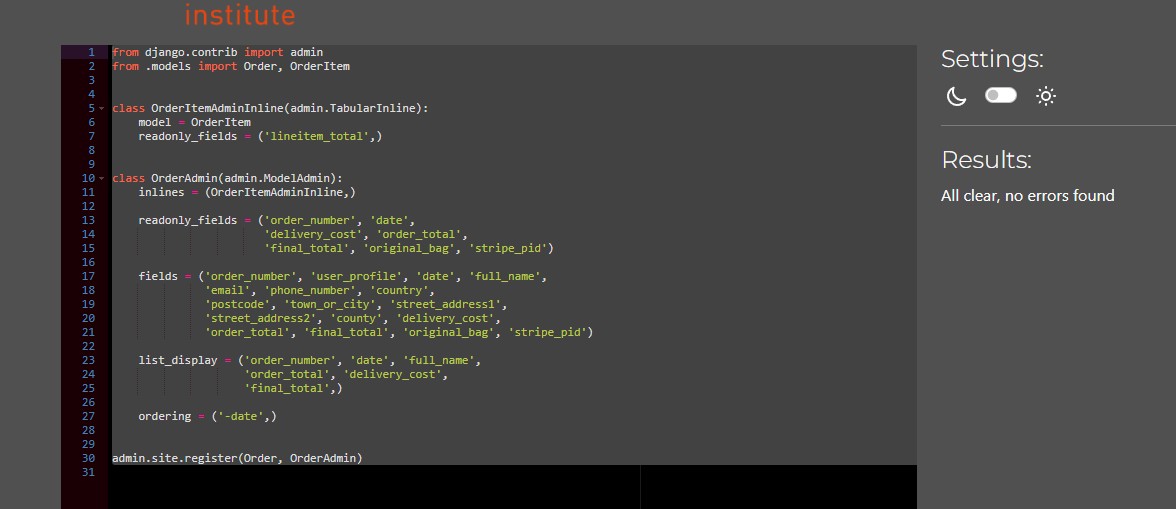 institute
1 from django.contrib import admin
2 from .models import Order, OrderItem
3
4
5 class OrderItemAdminInline(admin.TabularInline):
6     model = OrderItem
7     readonly_fields = ('lineitem_total',)
8
9
10 class OrderAdmin(admin.ModelAdmin):
11     inlines = (OrderItemAdminInline,)
12
13     readonly_fields = ('order_number', 'date',
14                        'delivery_cost', 'order_total',
15                        'final_total', 'original_bag', 'stripe_pid')
16
17     fields = ('order_number', 'user_profile', 'date', 'full_name',
18               'email', 'phone_number', 'country',
19               'postcode', 'town_or_city', 'street_address1',
20               'street_address2', 'county', 'delivery_cost',
21               'order_total', 'final_total', 'original_bag', 'stripe_pid')
22
23     list_display = ('order_number', 'date', 'full_name',
24                     'order_total', 'delivery_cost',
25                     'final_total',)
26
27     ordering = ('-date',)
28
29
30 admin.site.register(Order, OrderAdmin)
31
Settings:
Results:
All clear, no errors found